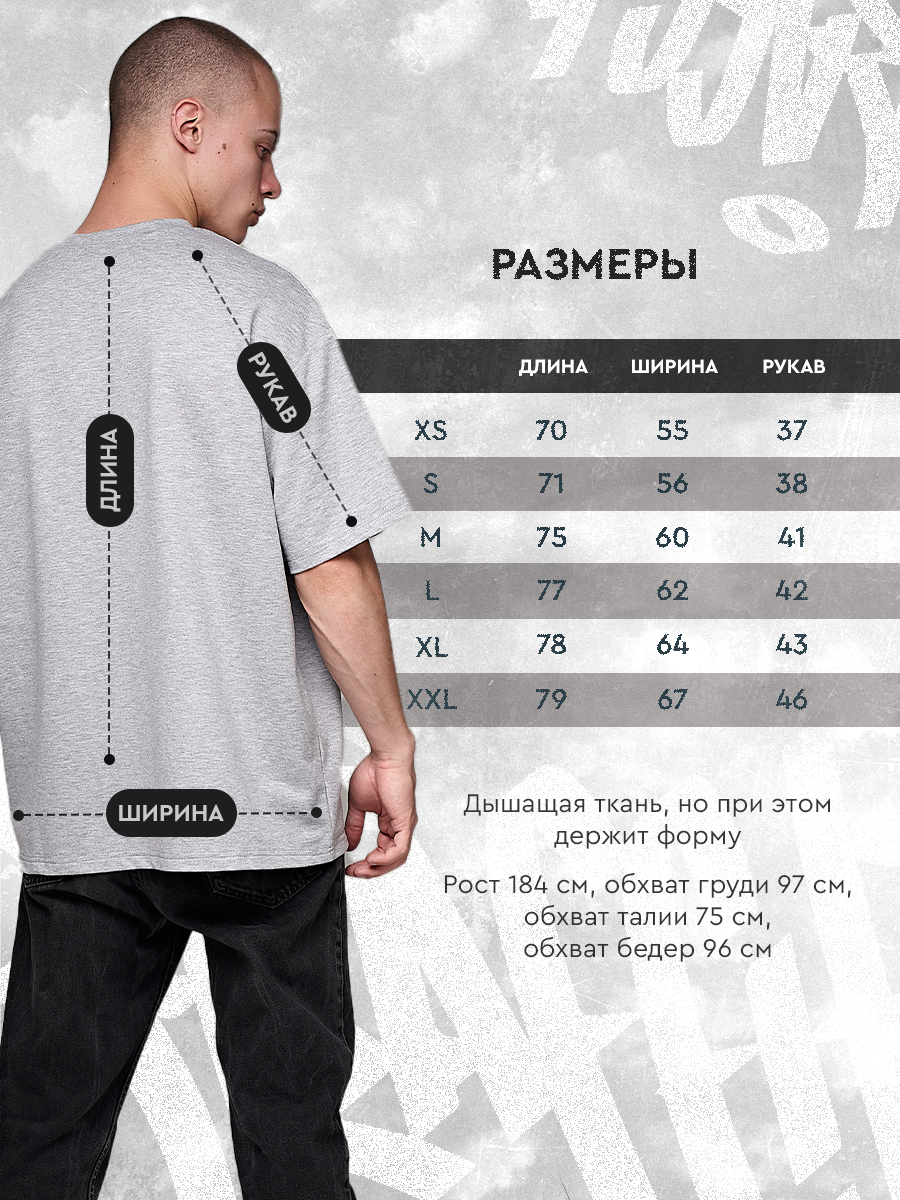 РАЗМЕРЫ
ДЛИНА ШИРИНА РУКАВ
XS 70 55 37
S 71 56 38
M 75 60 41
L 77 62 42
XL 78 64 43
XXL 79 67 46
РУКАВ
ДЛИНА
ШИРИНА
Дышащая ткань, но при этом
держит форму
Рост 184 см, обхват груди 97 см,
обхват талии 75 см,
обхват бедер 96 см